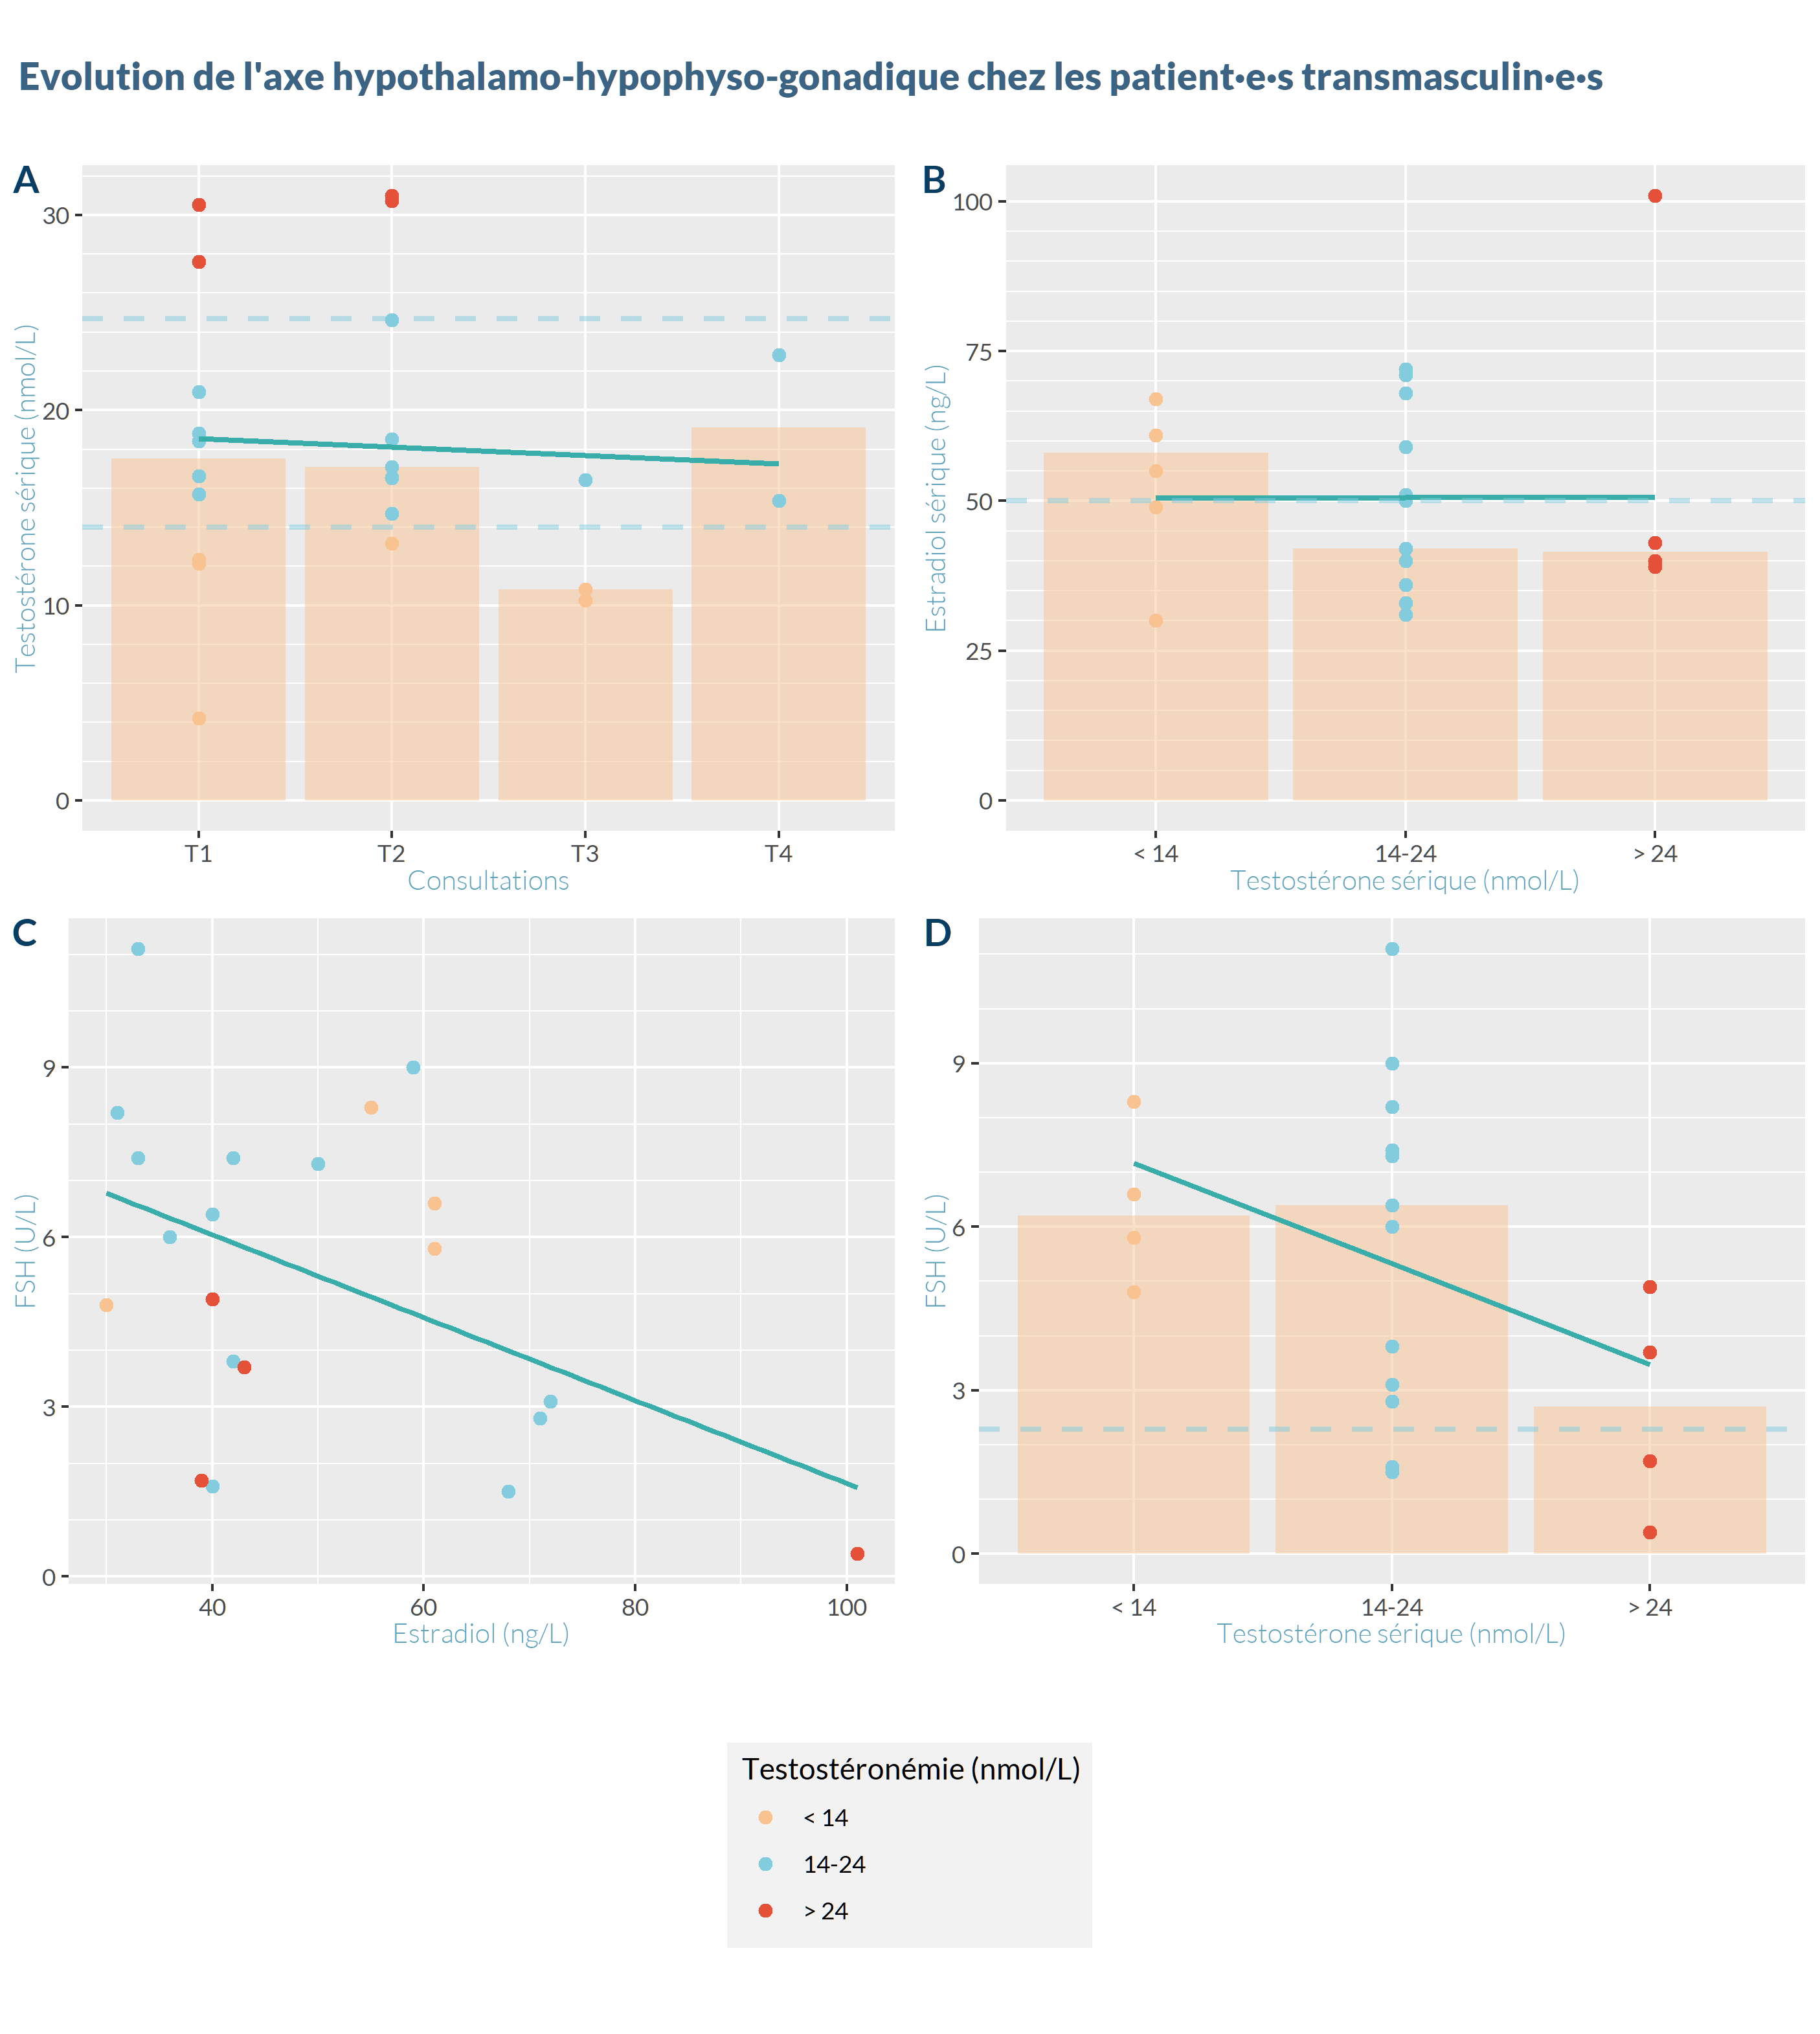 Evolution de l'axe hypothalamo-hypophyso-gonadique chez les patient·e·s transmasculin·e·s
A
Testostérone sérique (nmol/L)
30
20
10
0
T1 T2 T3 T4
Consultations
B
Estradiol sérique (ng/L)
100
75
50
25
0
< 14 14-24 > 24
Testostérone sérique (nmol/L)
C
FSH (U/L)
9
6
3
0
40 60 80 100
Estradiol (ng/L)
D
FSH (U/L)
9
6
3
0
< 14 14-24 > 24
Testostérone sérique (nmol/L)
Testostéronémie (nmol/L)
< 14
14-24
> 24